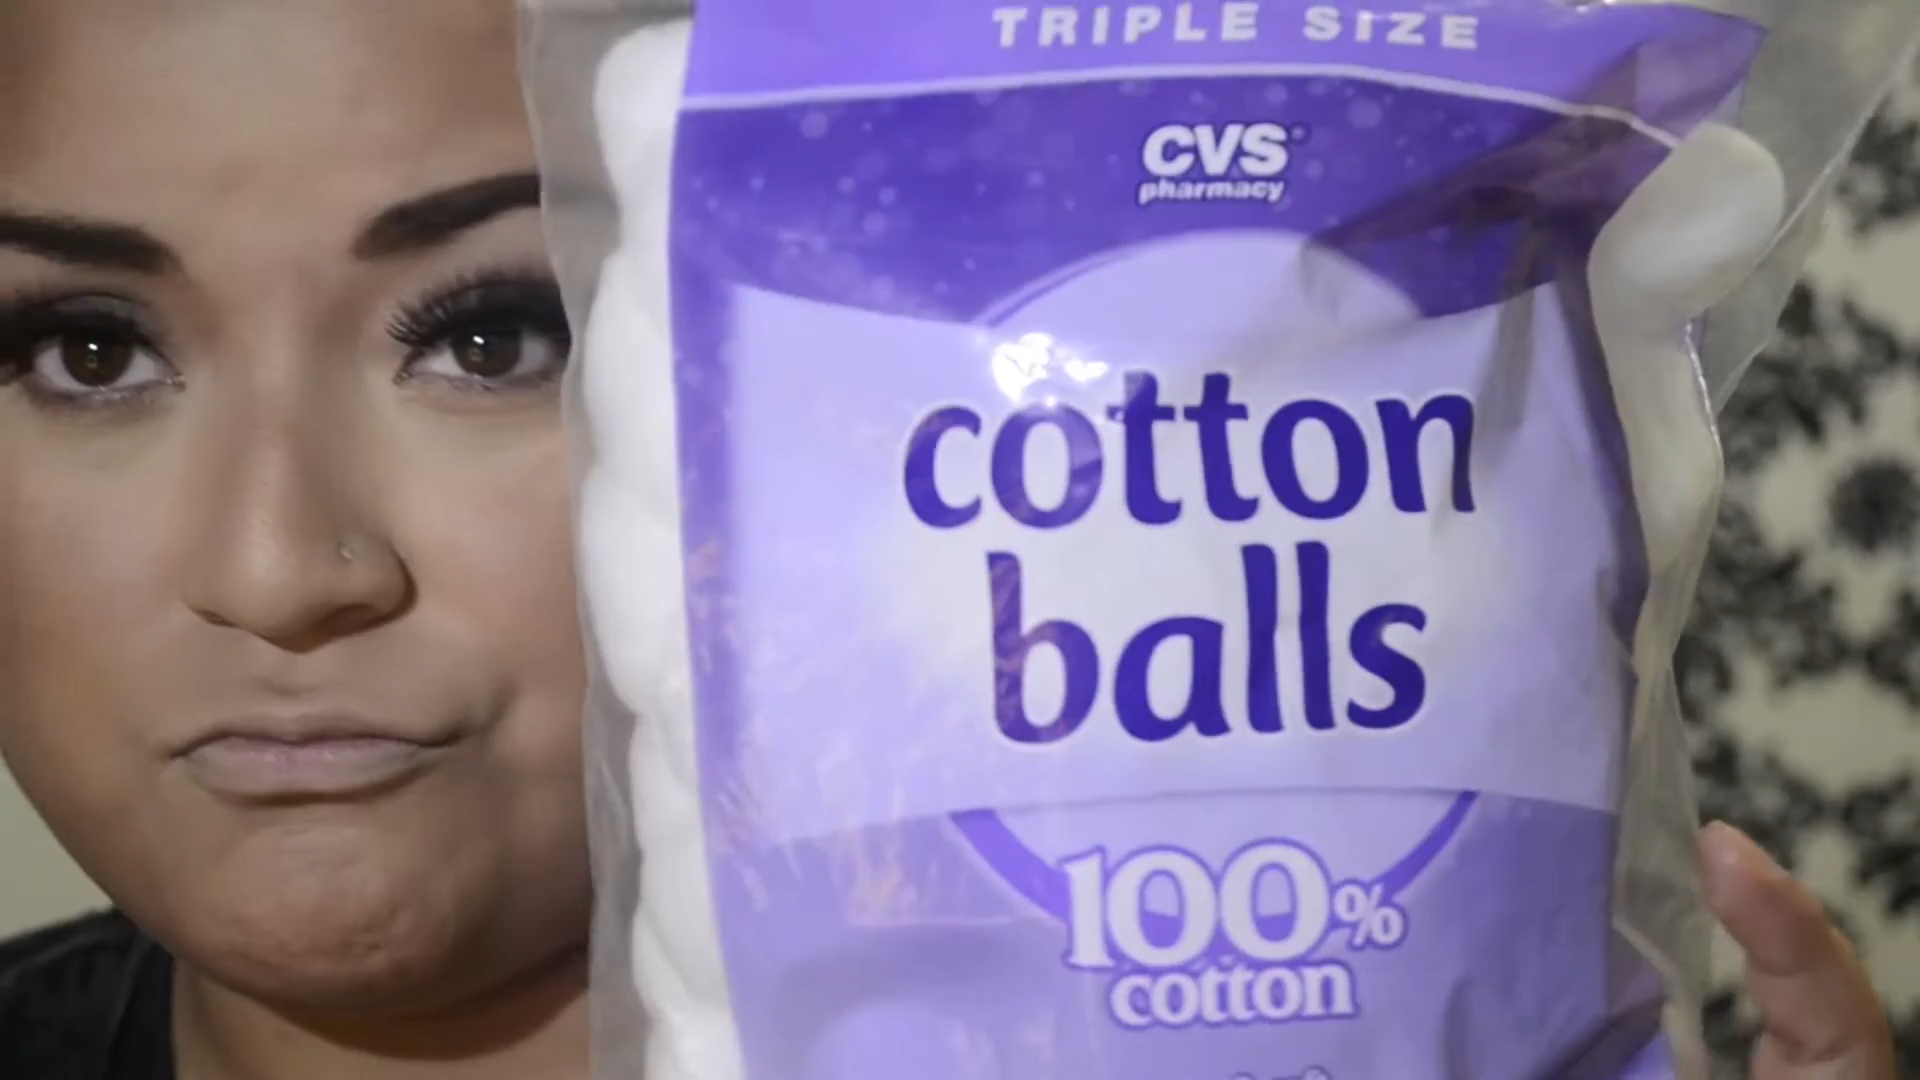 TRIPLE SIZE
CVS
pharmacy
cotton
balls
100%
cotton